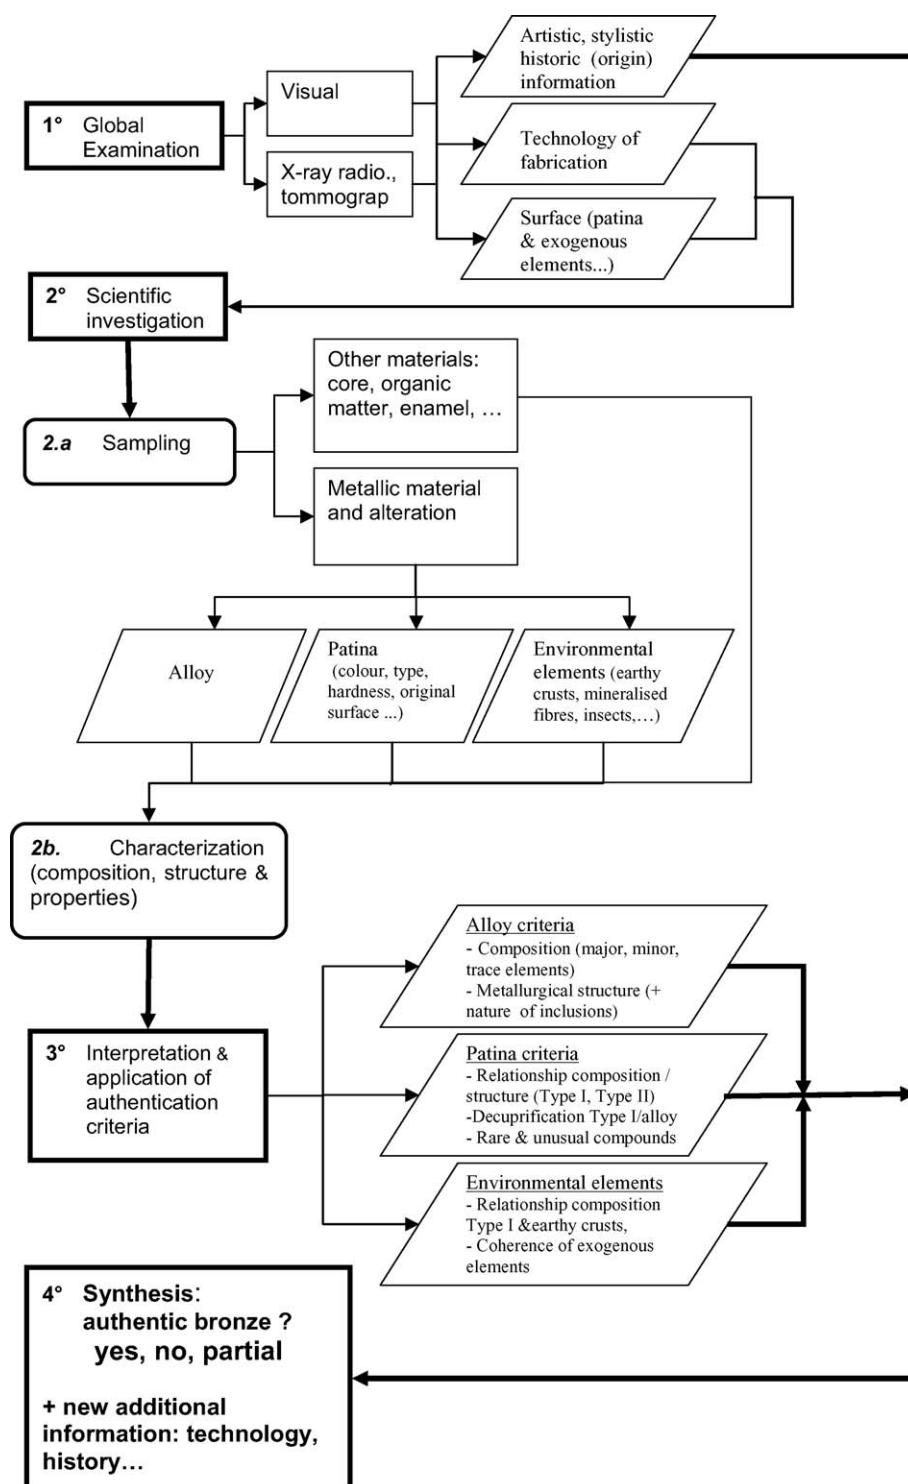 Artistic, stylistic
historic (origin)
information
Visual
1° Global
Examination
X-ray radio.,
tommograp
Technology of
fabrication
Surface (patina
& exogenous
elements...)
2° Scientific
investigation
Other materials:
core, organic
matter, enamel, …
2.a Sampling
Metallic material
and alteration
Alloy
Patina
(colour, type,
hardness, original
surface ...)
Environmental
elements (earthy
crusts, mineralised
fibres, insects,…)
2b. Characterization
(composition, structure &
properties)
Alloy criteria
- Composition (major, minor,
trace elements)
- Metallurgical structure (+
nature of inclusions)
3° Interpretation &
application of
authentication
criteria
Patina criteria
- Relationship composition /
structure (Type I, Type II)
-Decuprification Type I/alloy
- Rare & unusual compounds
Environmental elements
- Relationship composition
Type I &earthy crusts,
- Coherence of exogenous
elements
4° Synthesis:
authentic bronze ?
yes, no, partial
+ new additional
information: technology,
history…